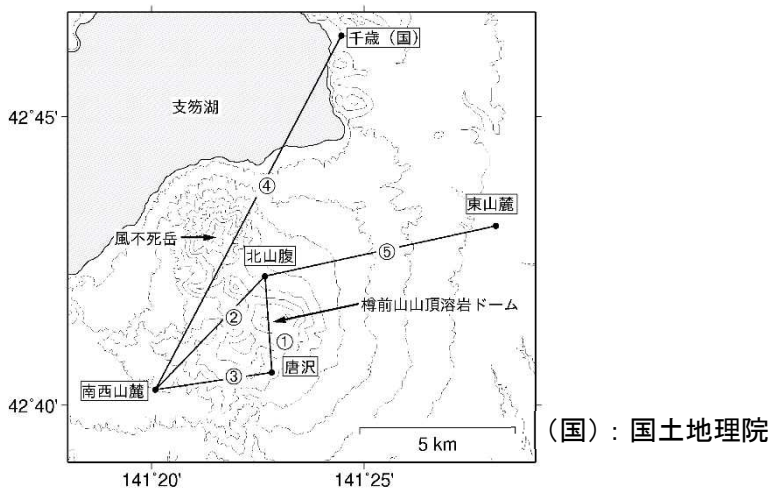 千歳（国）
42˚45'
支笏湖
④
東山麓
風不死岳
北山腹
⑤
樽前山山頂溶岩ドーム
②
①
南西山麓
③
唐沢
42˚40'
5 km
（国）：国土地理院
141˚20'
141˚25'